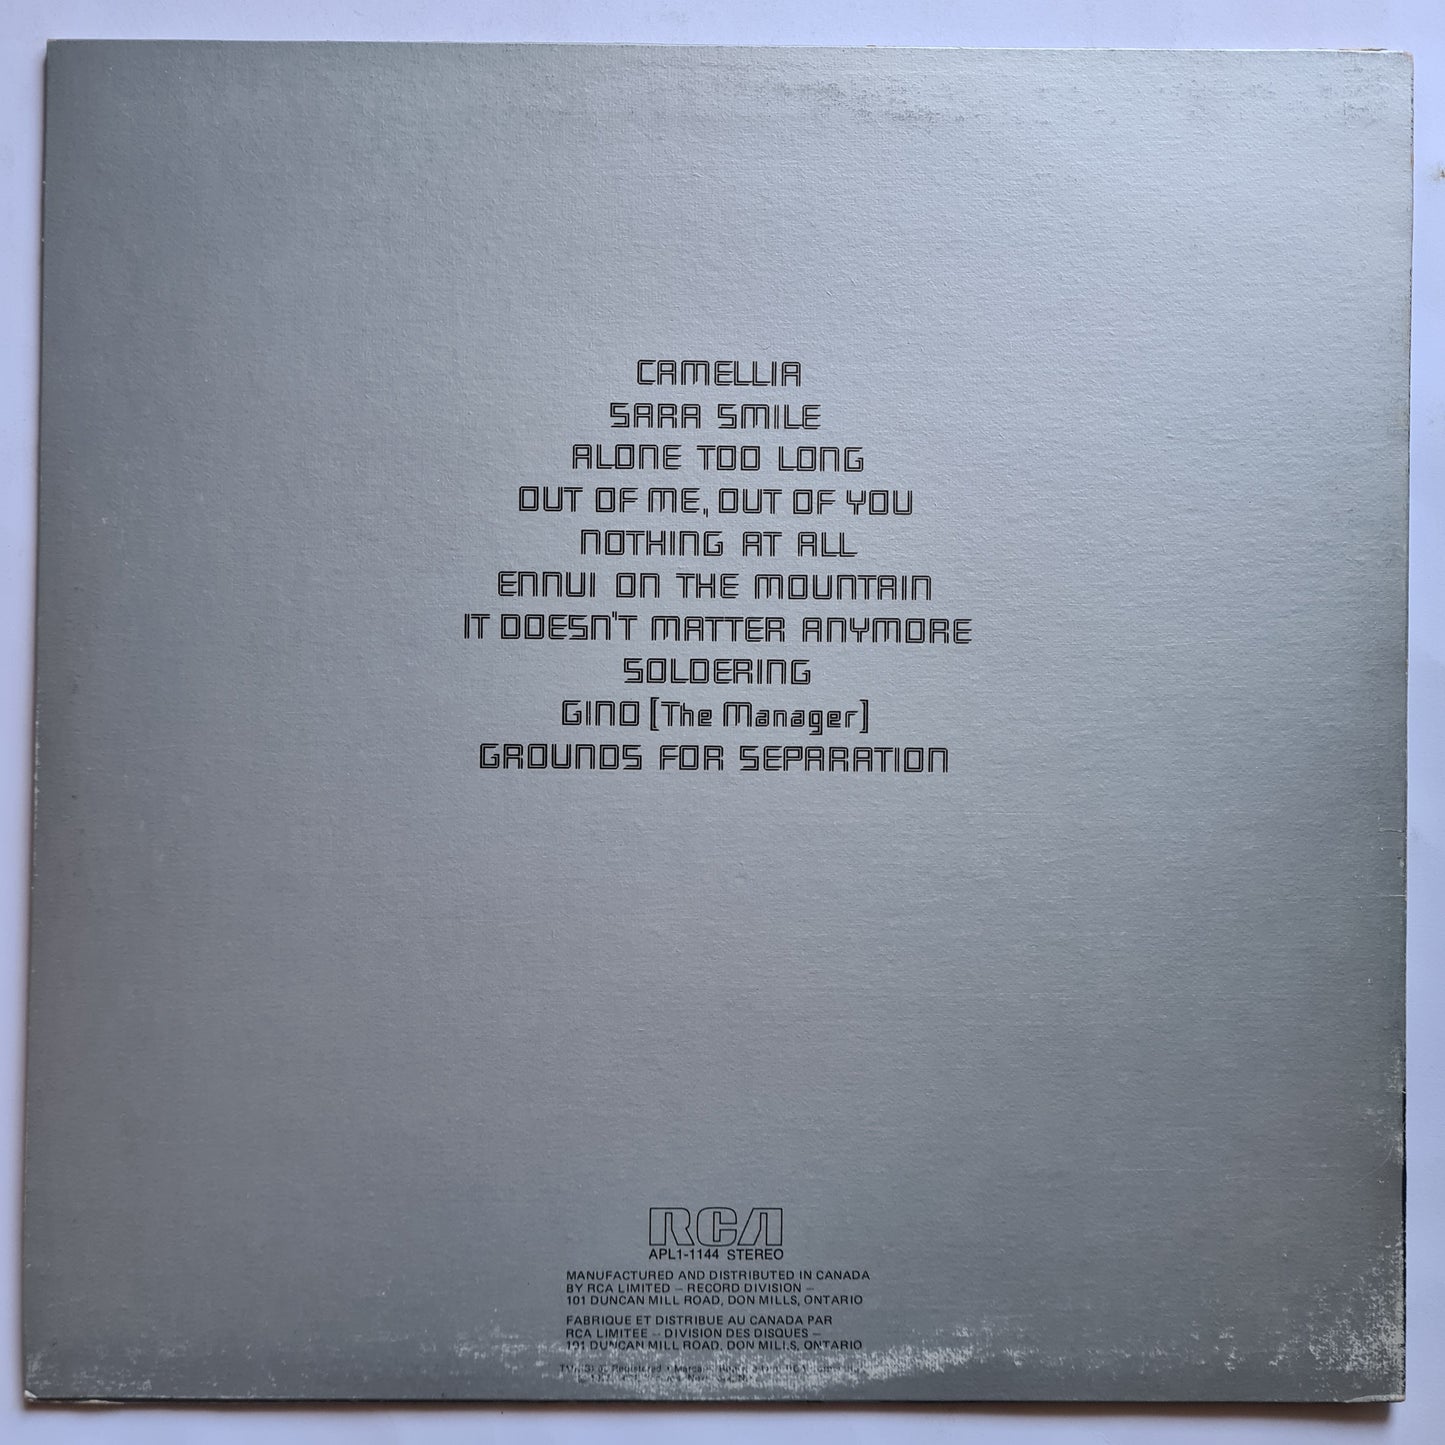 CAMELLIA
SARA SMILE
ALONE TOO LONG
OUT OF ME, OUT OF YOU
NOTHING AT ALL
ENNUI ON THE MOUNTAIN
IT DOESN'T MATTER ANYMORE
SOLDERING
GINO [The Manager]
GROUNDS FOR SEPARATION
RCA
APL1-1144 STEREO
MANUFACTURED AND DISTRIBUTED IN CANADA
BY RCA LIMITED – RECORD DIVISION –
101 DUNCAN MILL ROAD, DON MILLS, ONTARIO
FABRIQUE ET DISTRIBUE AU CANADA PAR
RCA LIMITEE – DIVISION DES DISQUES –
101 DUNCAN MILL ROAD, DON MILLS, ONTARIO
Registered • Marca